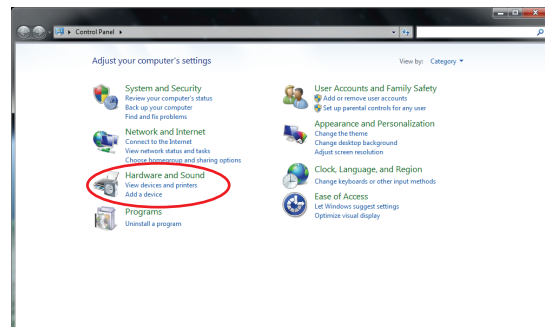 Control Panel
Adjust your computer's settings
View by: Category
System and Security
Review your computer's status
Back up your computer
Find and fix problems
Network and Internet
Connect to the Internet
View network status and tasks
Choose homegroup and sharing options
Hardware and Sound
View devices and printers
Add a device
Programs
Uninstall a program
User Accounts and Family Safety
Add or remove user accounts
Set up parental controls for any user
Appearance and Personalization
Change the theme
Change desktop background
Adjust screen resolution
Clock, Language, and Region
Change keyboards or other input methods
Ease of Access
Let Windows suggest settings
Optimize visual display